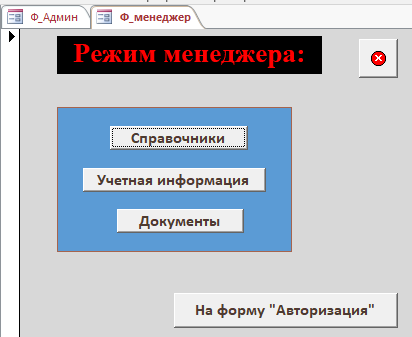 Ф_Админ
Ф_менеджер
Режим менеджера:
Справочники
Учетная информация
Документы
На форму "Авторизация"